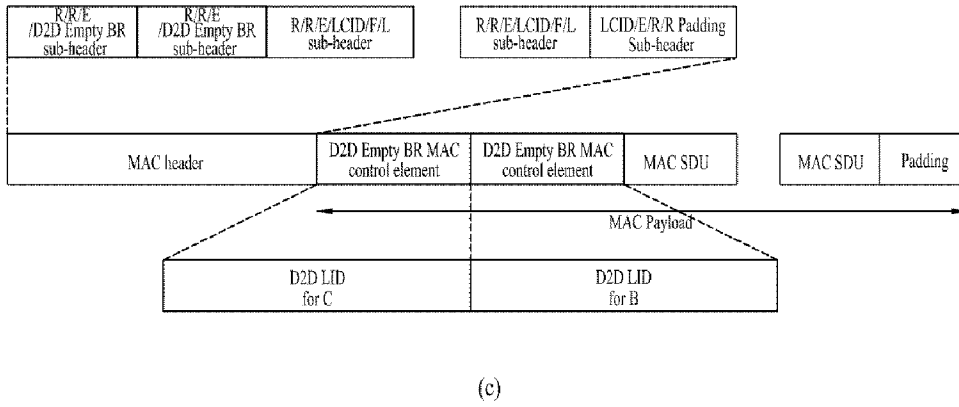 R/R/E
/D2D Empty BR
sub-header
R/R/E
/D2D Empty BR
sub-header
R/R/E/LCID/F/L
sub-header
R/R/E/LCID/F/L
sub-header
LCID/E/R/R Padding
Sub-header
MAC header
D2D Empty BR MAC
control element
D2D Empty BR MAC
control element
MAC SDU
MAC SDU
Padding
MAC Payload
D2D LID
for C
D2D LID
for B
(c)